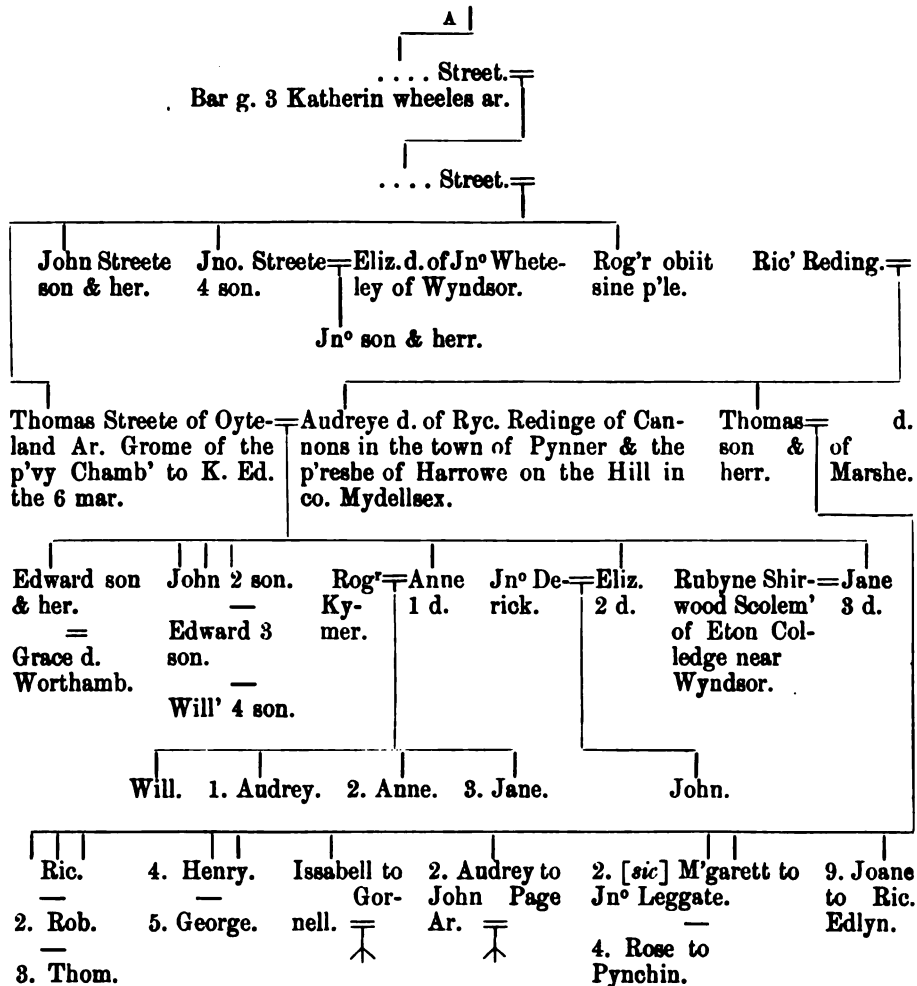 A
.... Street.
Bar g. 3 Katherin wheeles ar.
.... Street.
John Streete
son & her.
Jno. Streete
4 son.
Eliz. d. of Jnº Whete-
ley of Wyndsor.
Rog'r obiit
sine p'le.
Ric' Reding.
Jnº son & herr.
Thomas Streete of Oyte-
land Ar. Grome of the
p'vy Chamb' to K. Ed.
the 6 mar.
Audreye d. of Ryc. Redinge of Can-
nons in the town of Pynner & the
p'reshe of Harrowe on the Hill in
co. Mydellsex.
Thomas
son &
herr.
d.
of
Marshe.
Edward son
& her.
=
Grace d.
Worthamb.
John 2 son.
—
Edward 3
son.
—
Will' 4 son.
Rogʳ
Ky-
mer.
Anne
1 d.
Jnº De-
rick.
Eliz.
2 d.
Rubyne Shir-
wood Scolem'
of Eton Col-
ledge near
Wyndsor.
Jane
3 d.
Will. 1. Audrey. 2. Anne. 3. Jane.
John.
Ric.
—
2. Rob.
—
3. Thom.
4. Henry.
—
5. George.
Issabell to
Gor-
nell.
2. Audrey to
John Page
Ar.
2. [sic] M'garett to
Jnº Leggate.
—
4. Rose to
Pynchin.
9. Joane
to Ric.
Edlyn.